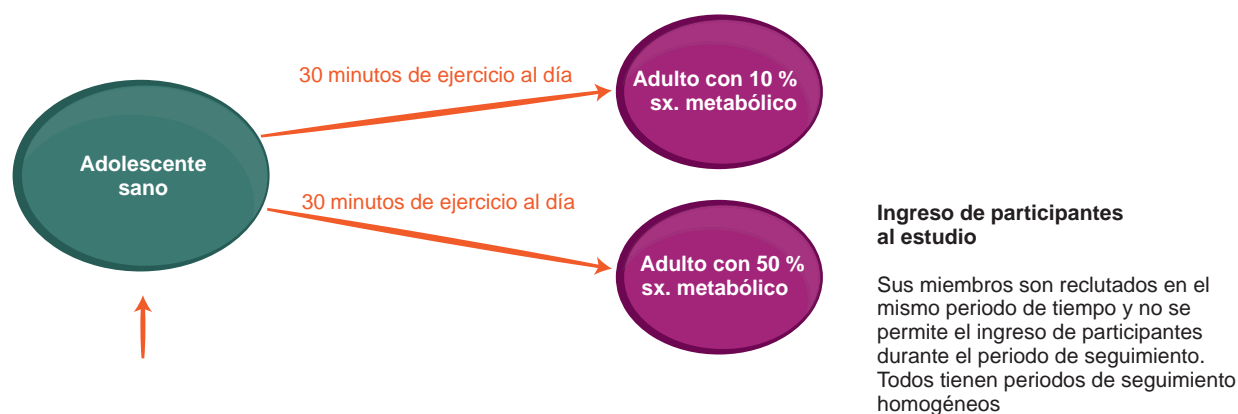 30 minutos de ejercicio al día
Adulto con 10 %
sx. metabólico
Adolescente
sano
30 minutos de ejercicio al día
Adulto con 50 %
sx. metabólico
Ingreso de participantes
al estudio
Sus miembros son reclutados en el
mismo periodo de tiempo y no se
permite el ingreso de participantes
durante el periodo de seguimiento.
Todos tienen periodos de seguimiento
homogéneos